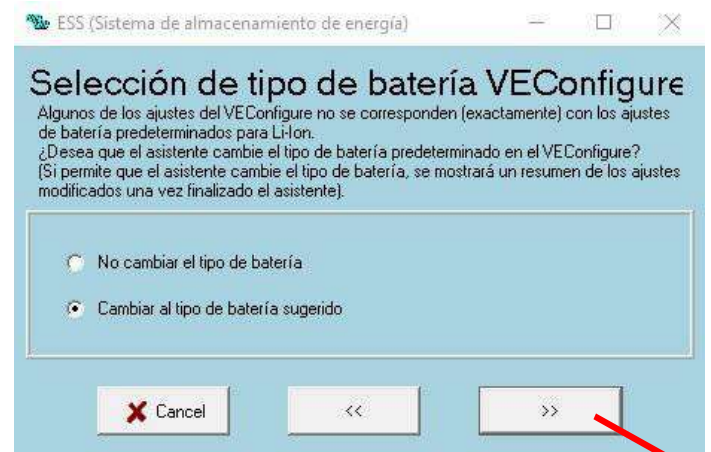 ESS (Sistema de almacenamiento de energía)
Selección de tipo de batería VEConfigure
Algunos de los ajustes del VEConfigure no se corresponden (exactamente) con los ajustes
de batería predeterminados para Li-Ion.
¿Desea que el asistente cambie el tipo de batería predeterminado en el VEConfigure?
(Si permite que el asistente cambie el tipo de batería, se mostrará un resumen de los ajustes
modificados una vez finalizado el asistente).
No cambiar el tipo de batería
Cambiar al tipo de batería sugerido
Cancel << >>